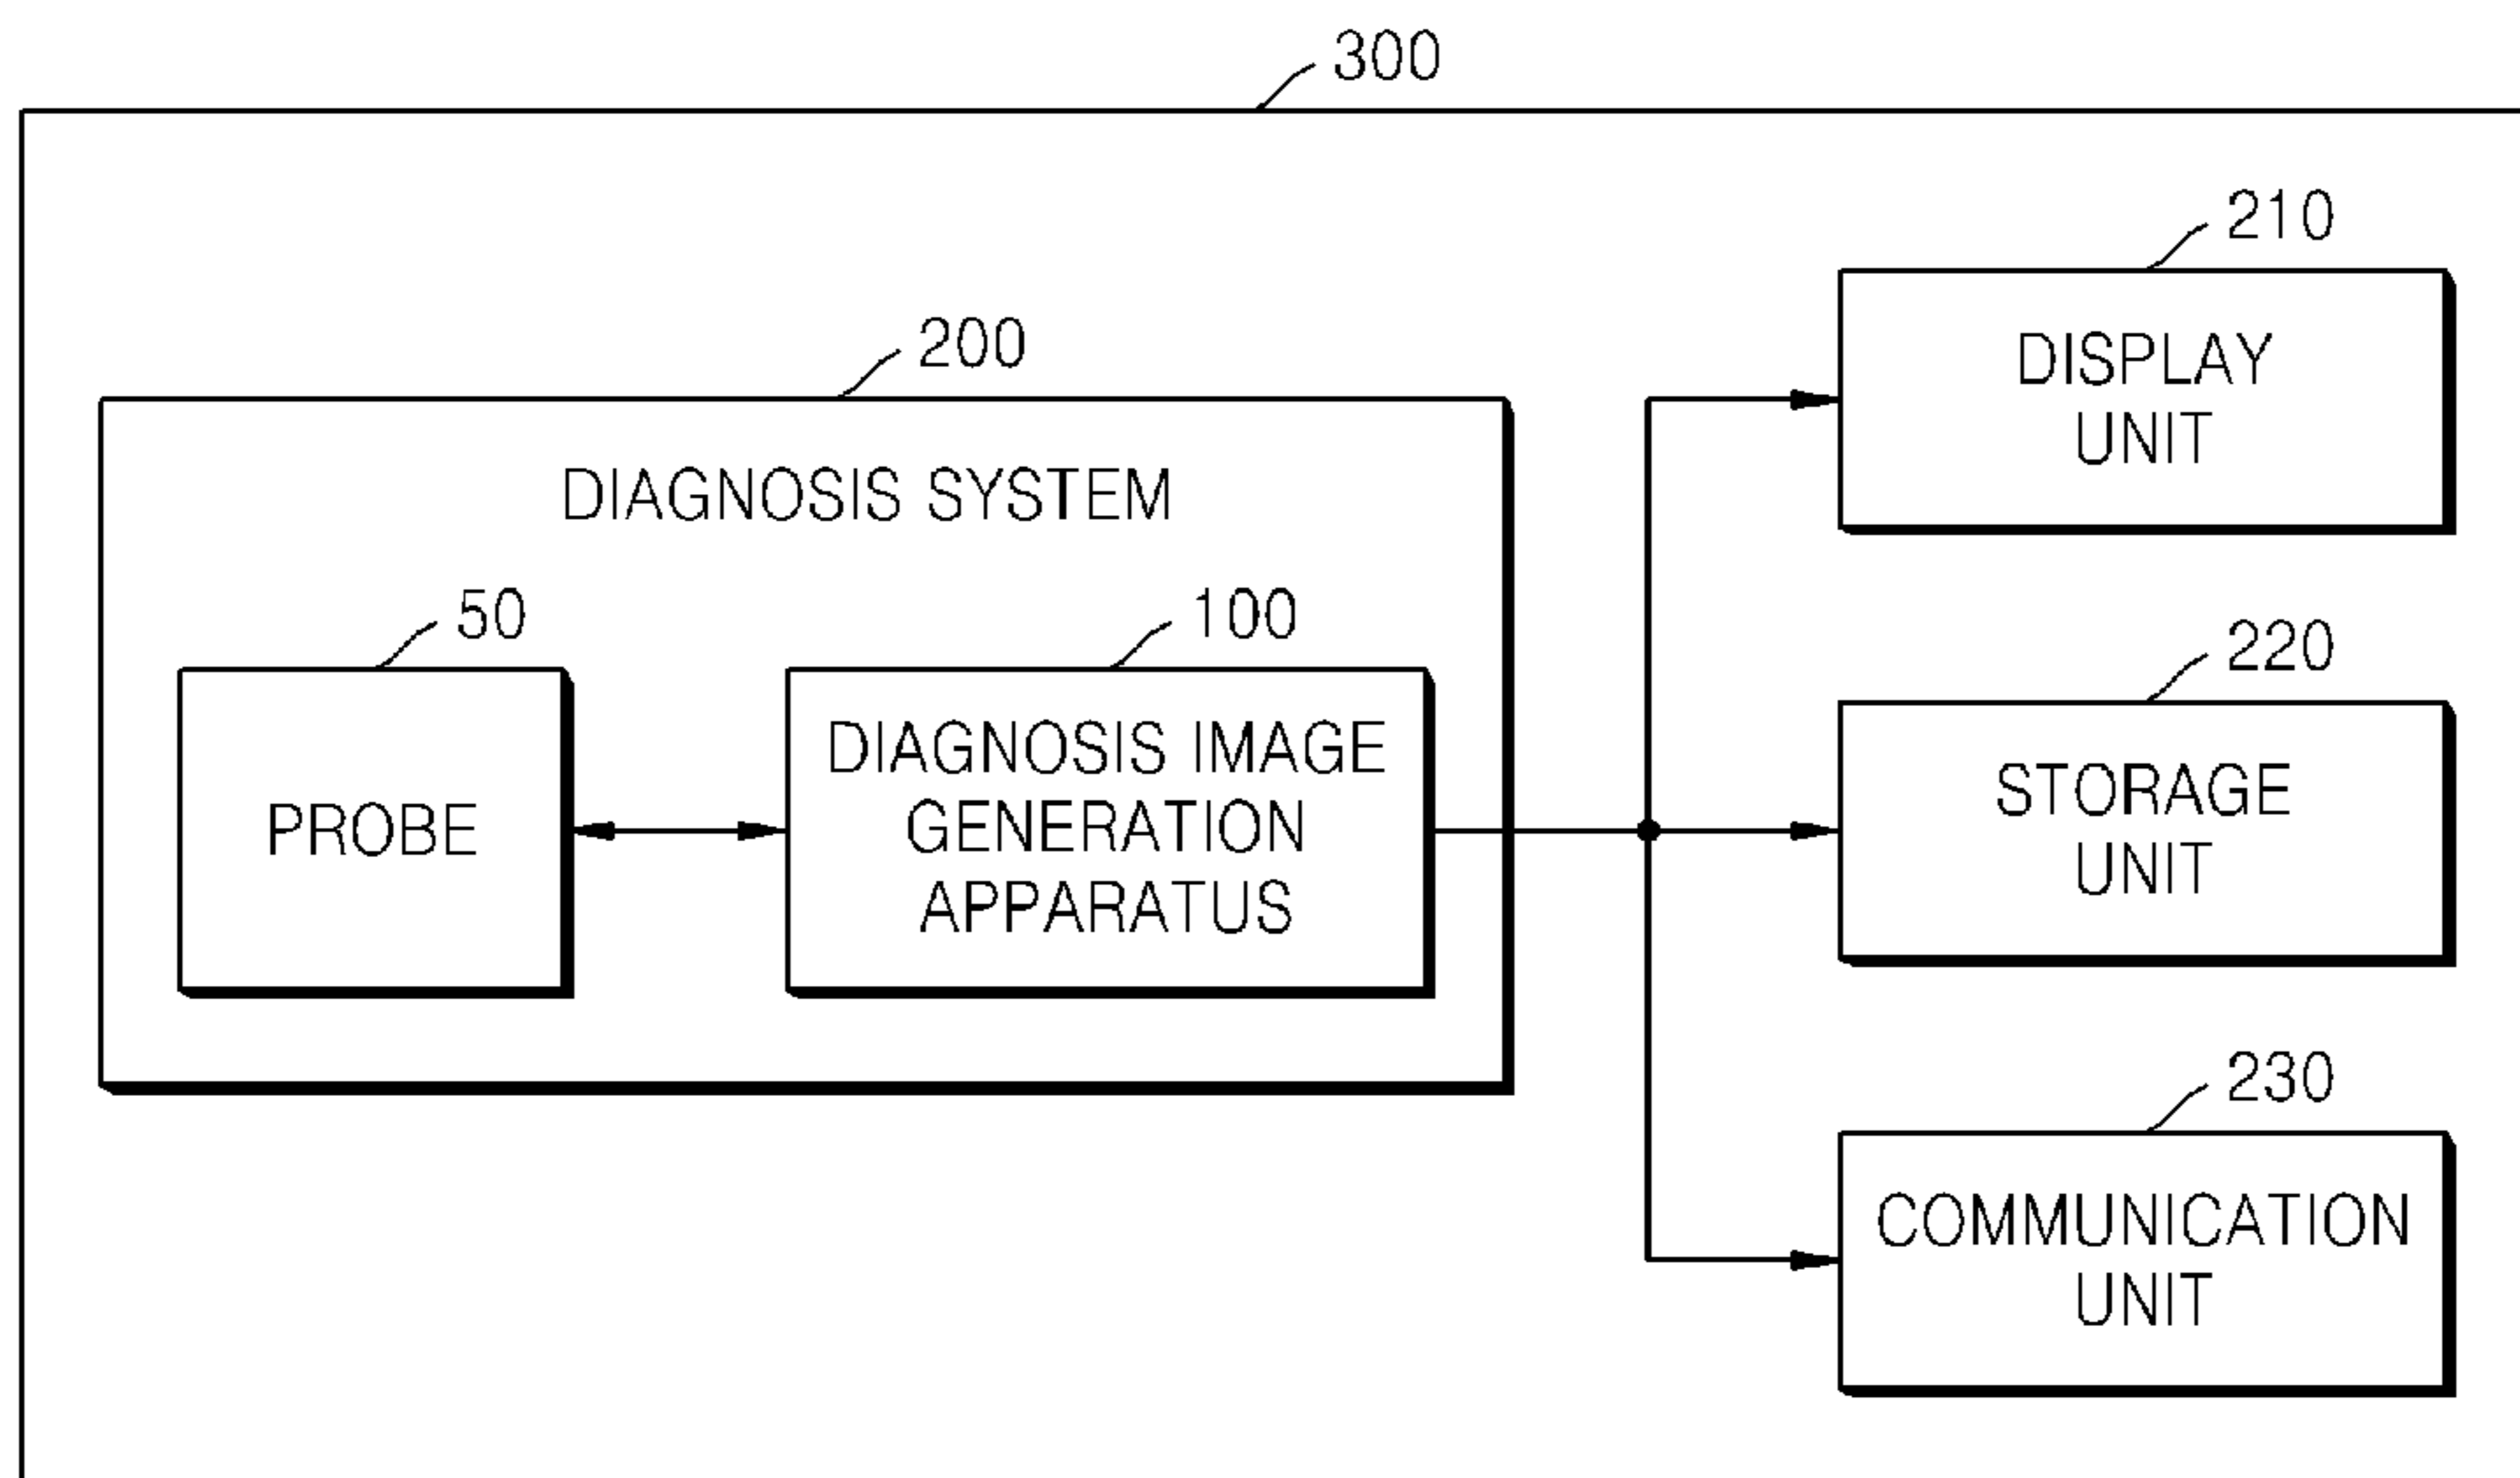 300
200
DIAGNOSIS SYSTEM
50
PROBE
100
DIAGNOSIS IMAGE
GENERATION
APPARATUS
210
DISPLAY
UNIT
220
STORAGE
UNIT
230
COMMUNICATION
UNIT